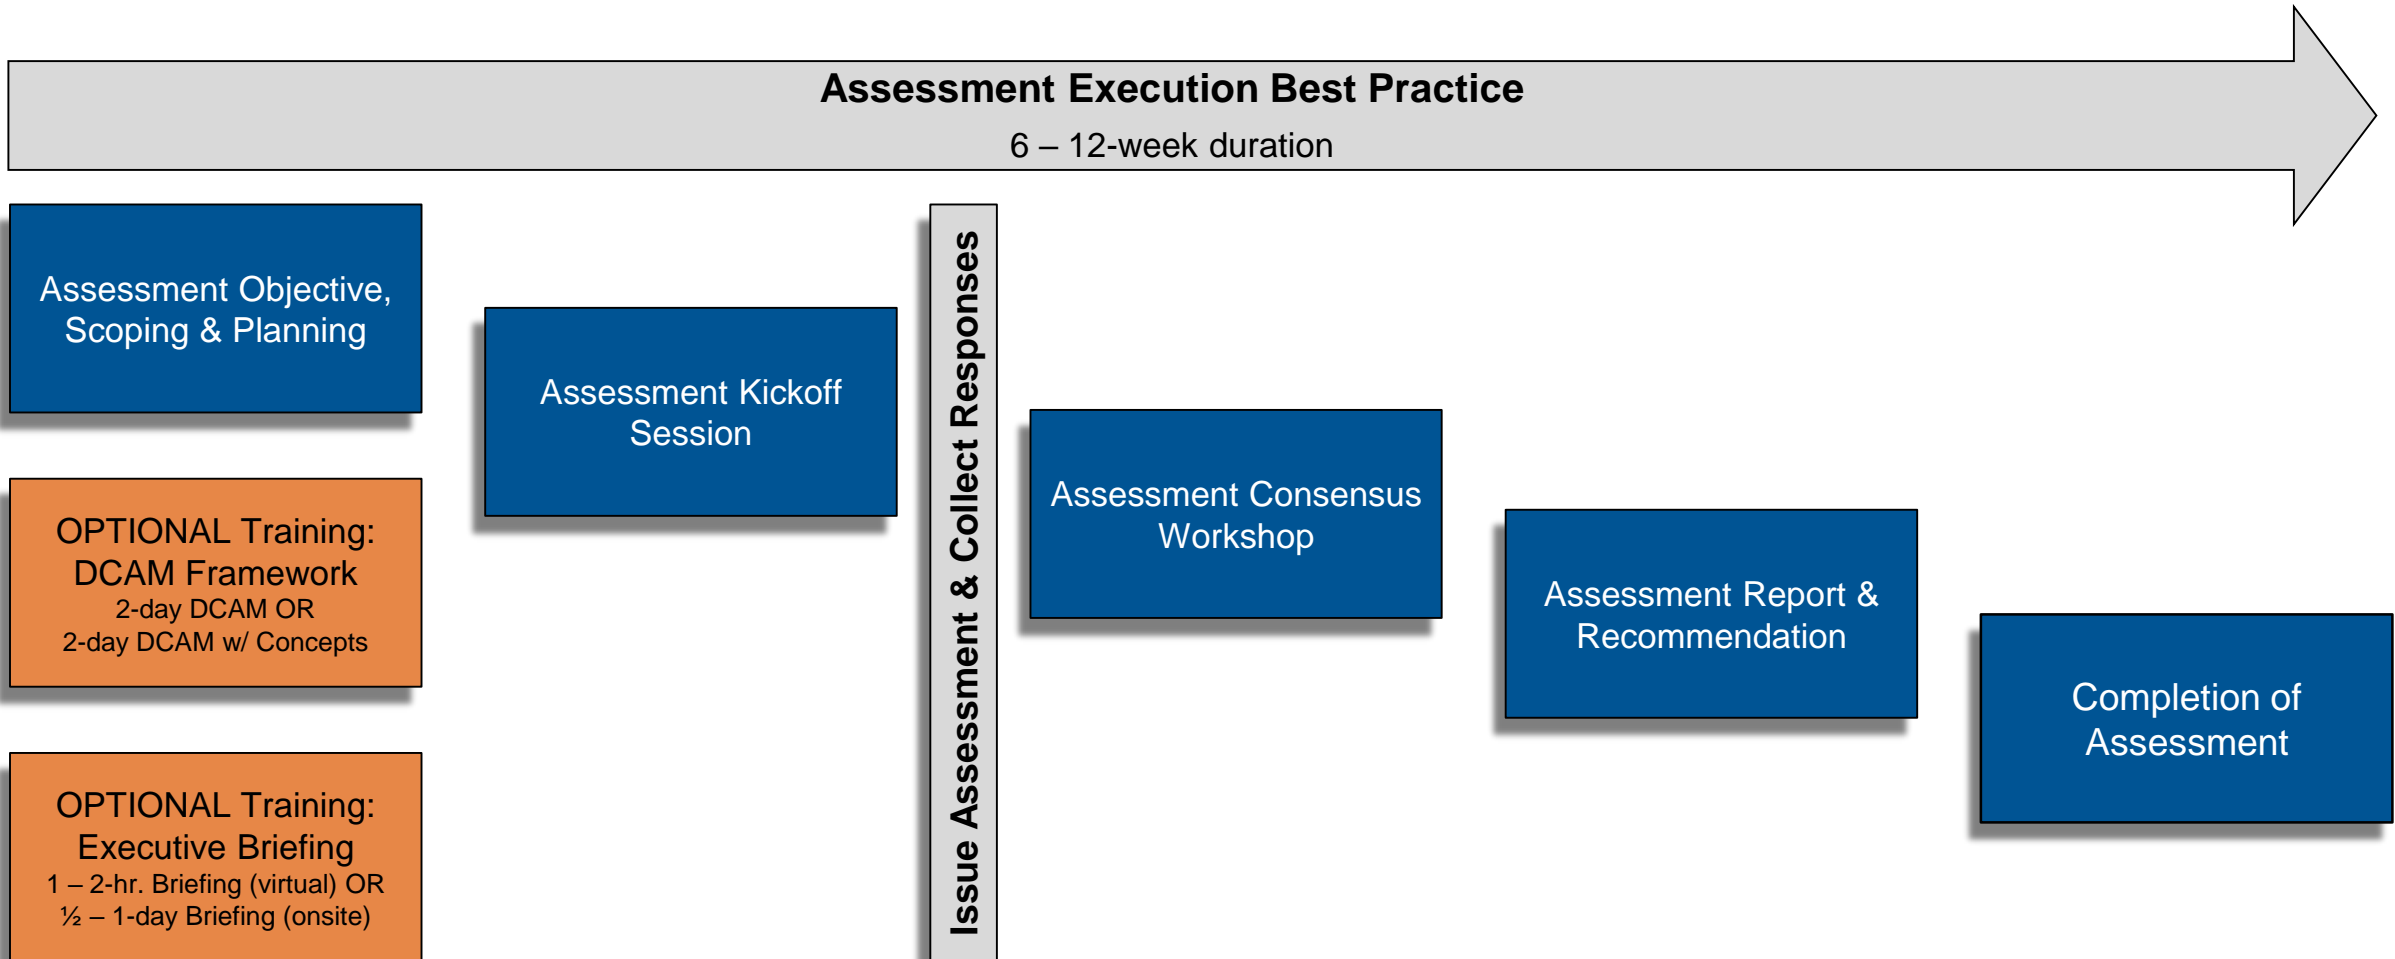 Assessment Execution Best Practice
6 – 12-week duration
Assessment Objective,
Scoping & Planning
OPTIONAL Training:
DCAM Framework
2-day DCAM OR
2-day DCAM w/ Concepts
OPTIONAL Training:
Executive Briefing
1 – 2-hr. Briefing (virtual) OR
½ – 1-day Briefing (onsite)
Assessment Kickoff
Session
Issue Assessment & Collect Responses
Assessment Consensus
Workshop
Assessment Report &
Recommendation
Completion of
Assessment